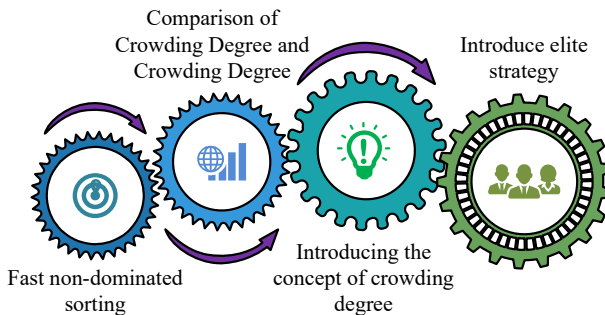 Comparison of
Crowding Degree and
Crowding Degree
Introduce elite
strategy
Fast non-dominated
sorting
Introducing the
concept of crowding
degree